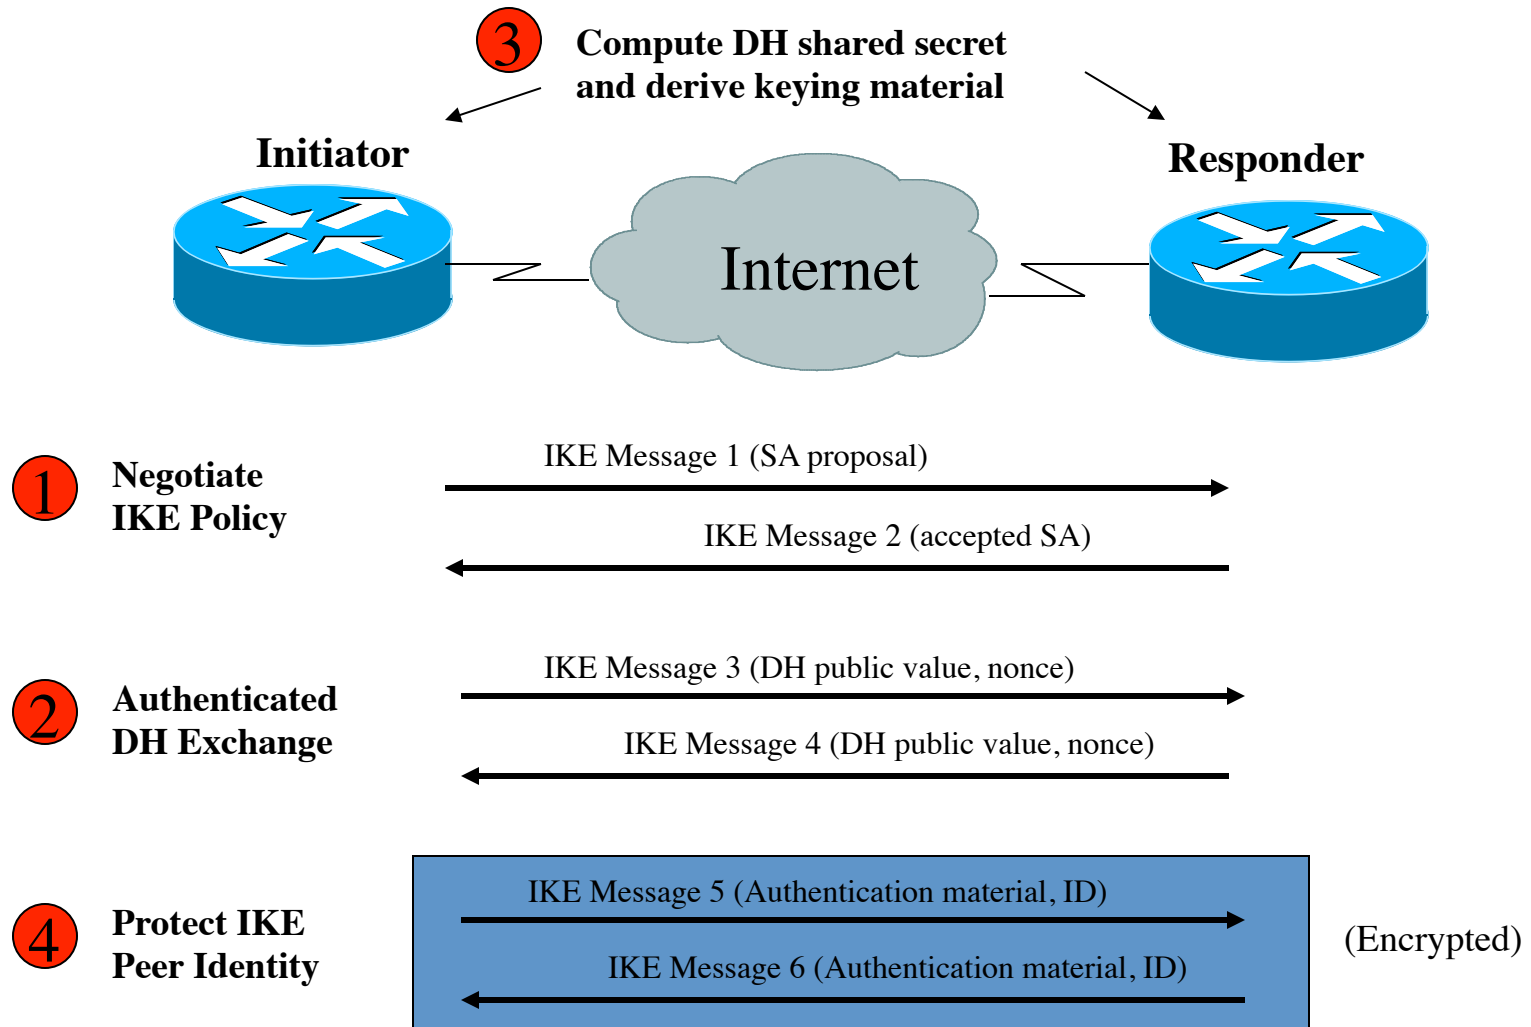 3
Compute DH shared secret
and derive keying material
Initiator
Responder
Internet
1
Negotiate
IKE Policy
IKE Message 1 (SA proposal)
IKE Message 2 (accepted SA)
2
Authenticated
DH Exchange
IKE Message 3 (DH public value, nonce)
IKE Message 4 (DH public value, nonce)
4
Protect IKE
Peer Identity
IKE Message 5 (Authentication material, ID)
IKE Message 6 (Authentication material, ID)
(Encrypted)